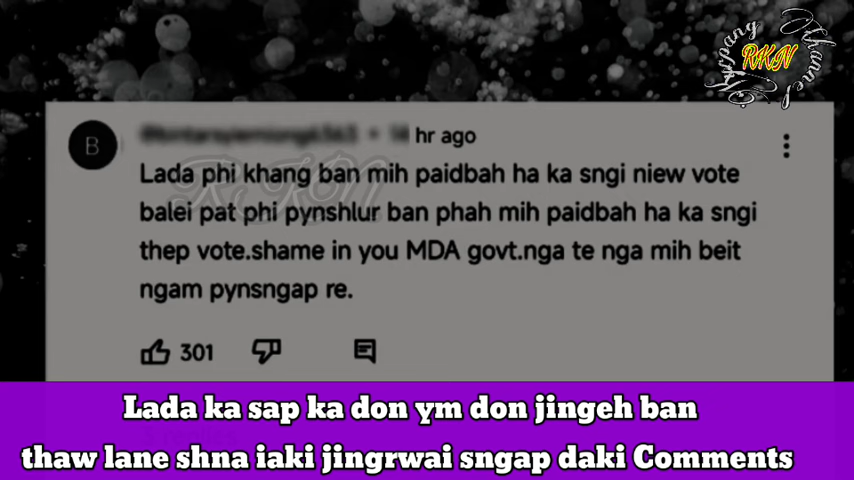 Khyrpang Channel
RKN
B
hr ago
Lada phi khang ban mih paidbah ha ka sngi niew vote
balei pat phi pynshlur ban phah mih paidbah ha ka sngi
thep vote.shame in you MDA govt.nga te nga mih beit
ngam pynsngap re.
301
Lada ka sap ka don ym don jingeh ban
thaw lane shna iaki jingrwai sngap daki Comments